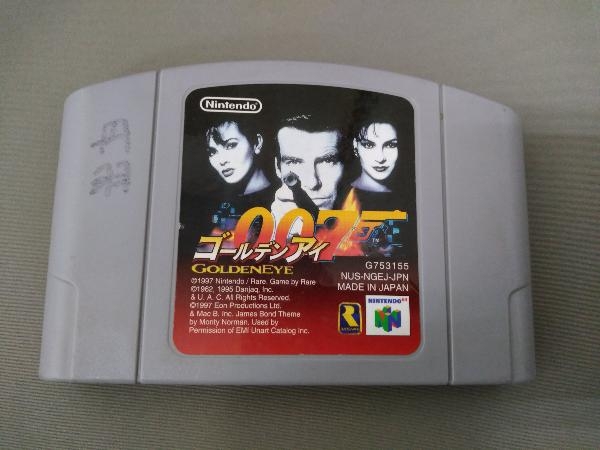 Nintendo
007
ゴールデンアイ
GOLDENEYE
©1997 Nintendo / Rare. Game by Rare
©1962, 1995 Danjaq, Inc.
& U. A. C. All Rights Reserved.
©1997 Eon Productions Ltd.
& Mac B. Inc. James Bond Theme
by Monty Norman. Used by
Permission of EMI Unart Catalog Inc.
G753155
NUS-NGEJ-JPN
MADE IN JAPAN
NINTENDO 64